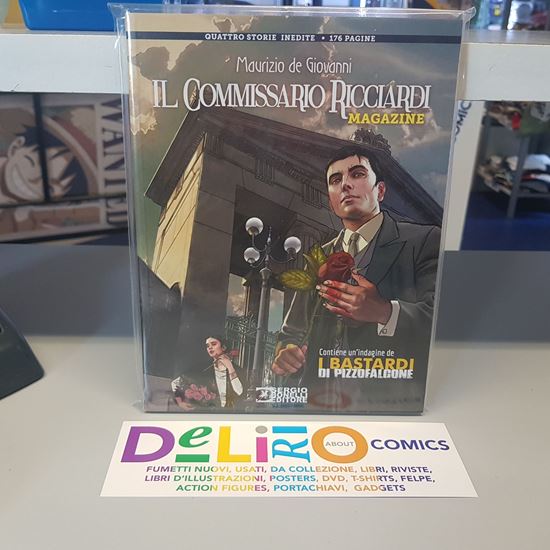 QUATTRO STORIE INEDITE • 176 PAGINE
Maurizio de Giovanni
IL COMMISSARIO RICCIARDI
MAGAZINE
Contiene un'indagine de
I BASTARDI
DI PIZZOFALCONE
SERGIO
BONELLI
EDITORE
DELIRIO ABOUT COMICS
FUMETTI NUOVI, USATI, DA COLLEZIONE, LIBRI, RIVISTE,
LIBRI D'ILLUSTRAZIONI, POSTERS, DVD, T-SHIRTS, FELPE,
ACTION FIGURES, PORTACHIAVI, GADGETS
WANTED
COMICS